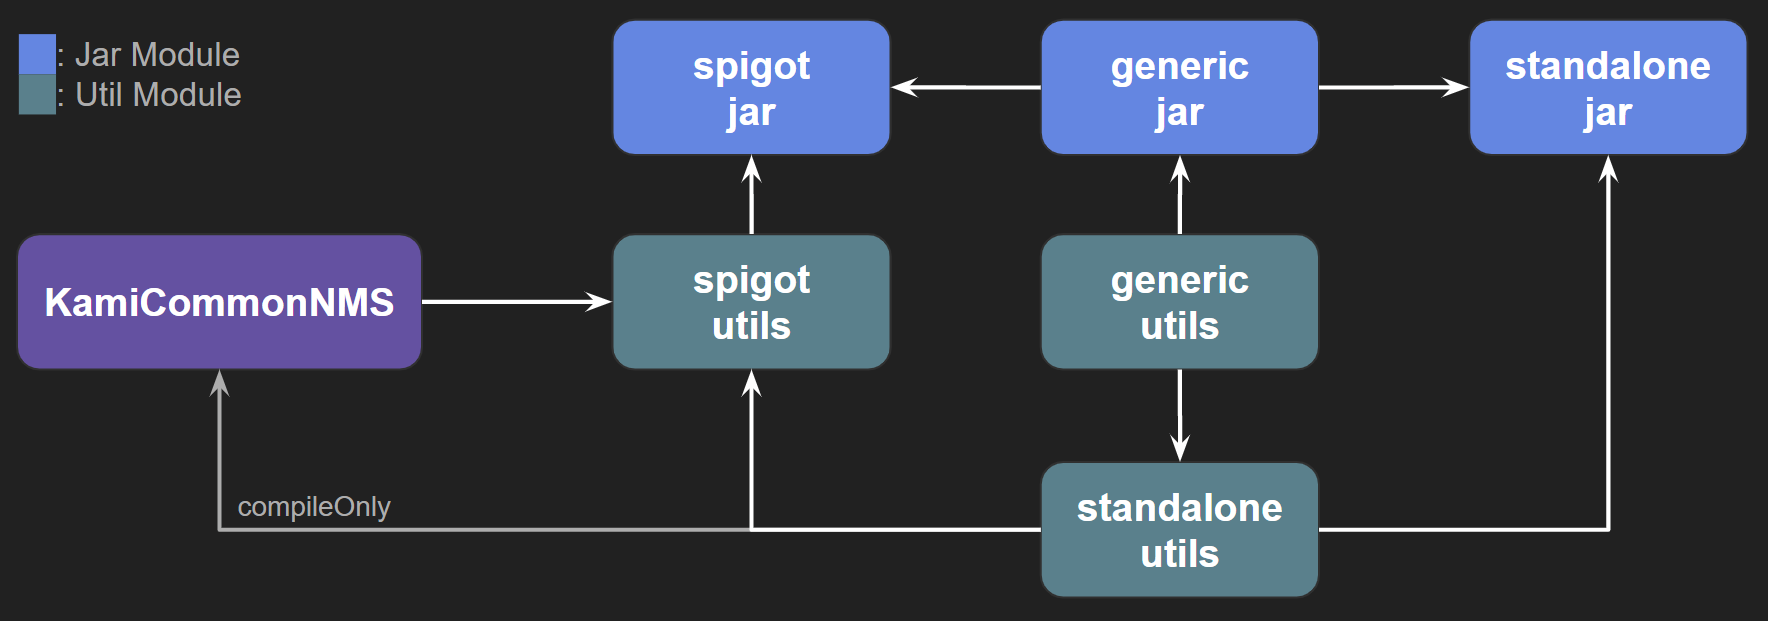 : Jar Module
: Util Module
spigot
jar
generic
jar
standalone
jar
KamiCommonNMS
spigot
utils
generic
utils
compileOnly
standalone
utils